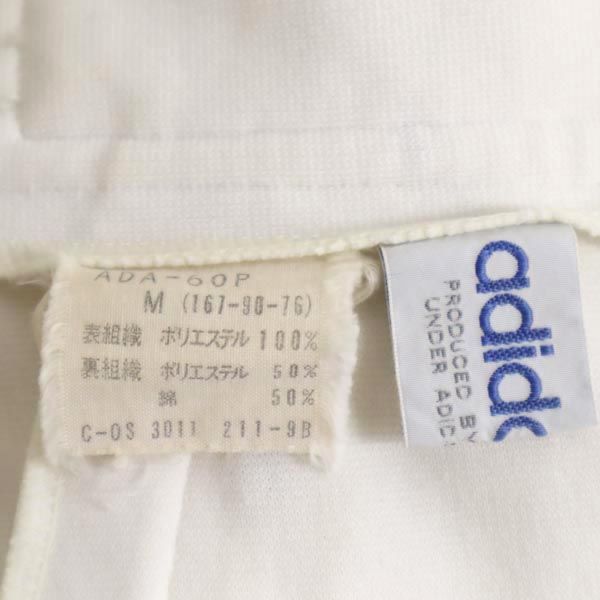 ADA-60P
M (167-90-76)
表組織 ポリエステル 100%
裏組織 ポリエステル 50%
綿 50%
C-OS 3011 211-9B
adid
PRODUCED BY
UNDER ADID